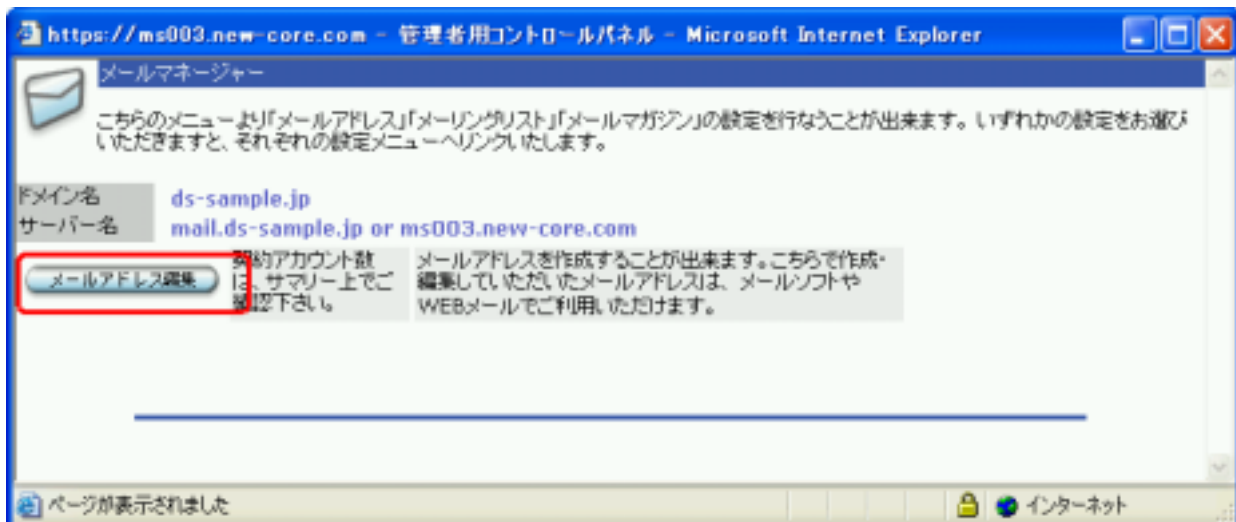 https://ms003.new-core.com - 管理者用コントロールパネル - Microsoft Internet Explorer
メールマネージャー
こちらのメニューより「メールアドレス」「メーリングリスト」「メールマガジン」の設定を行なうことが出来ます。いずれかの設定をお選び
いただきますと、それぞれの設定メニューへリンクいたします。
ドメイン名 ds-sample.jp
サーバー名 mail.ds-sample.jp or ms003.new-core.com
メールアドレス編集
契約アカウント数
は、サマリー上でご
確認下さい。
メールアドレスを作成することが出来ます。こちらで作成・
編集していただいたメールアドレスは、メールソフトや
WEBメールでご利用いただけます。
ページが表示されました
インターネット